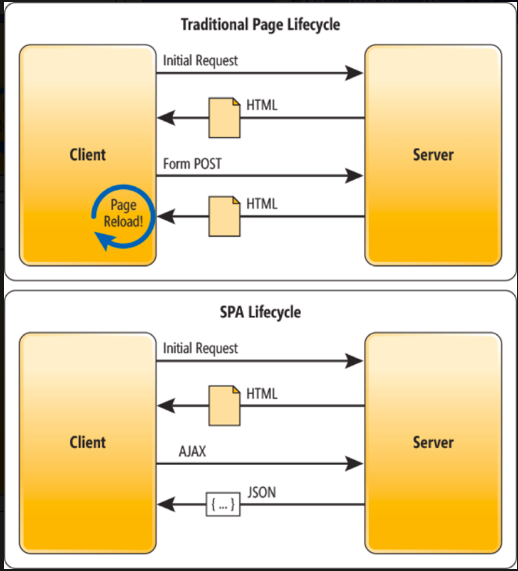 Traditional Page Lifecycle
Initial Request
HTML
Client
Server
Form POST
HTML
Page
Reload!
SPA Lifecycle
Initial Request
HTML
Client
Server
AJAX
JSON
{ ... }